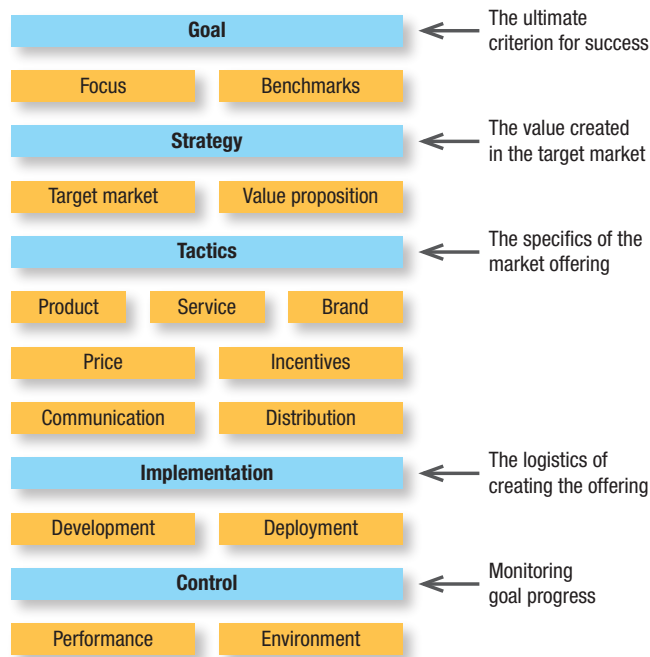 Goal
The ultimate
criterion for success
Focus
Benchmarks
Strategy
The value created
in the target market
Target market
Value proposition
Tactics
The specifics of the
market offering
Product
Service
Brand
Price
Incentives
Communication
Distribution
Implementation
The logistics of
creating the offering
Development
Deployment
Control
Monitoring
goal progress
Performance
Environment